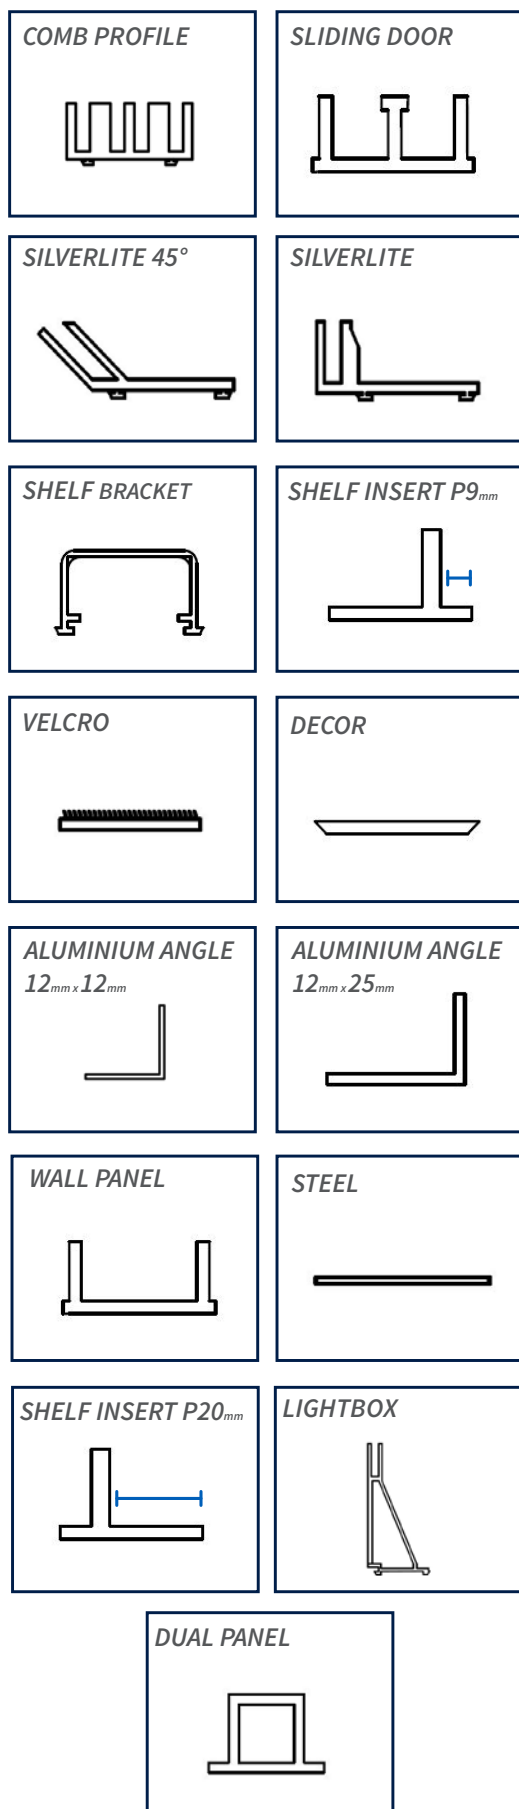 COMB PROFILE
SLIDING DOOR
SILVERLITE 45°
SILVERLITE
SHELF BRACKET
SHELF INSERT P9mm
VELCRO
DECOR
ALUMINIUM ANGLE
12mm x 12mm
ALUMINIUM ANGLE
12mm x 25mm
WALL PANEL
STEEL
SHELF INSERT P20mm
LIGHTBOX
DUAL PANEL